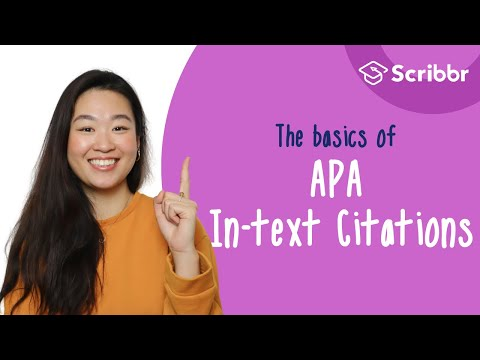 Scribbr
The basics of
APA
In-text Citations